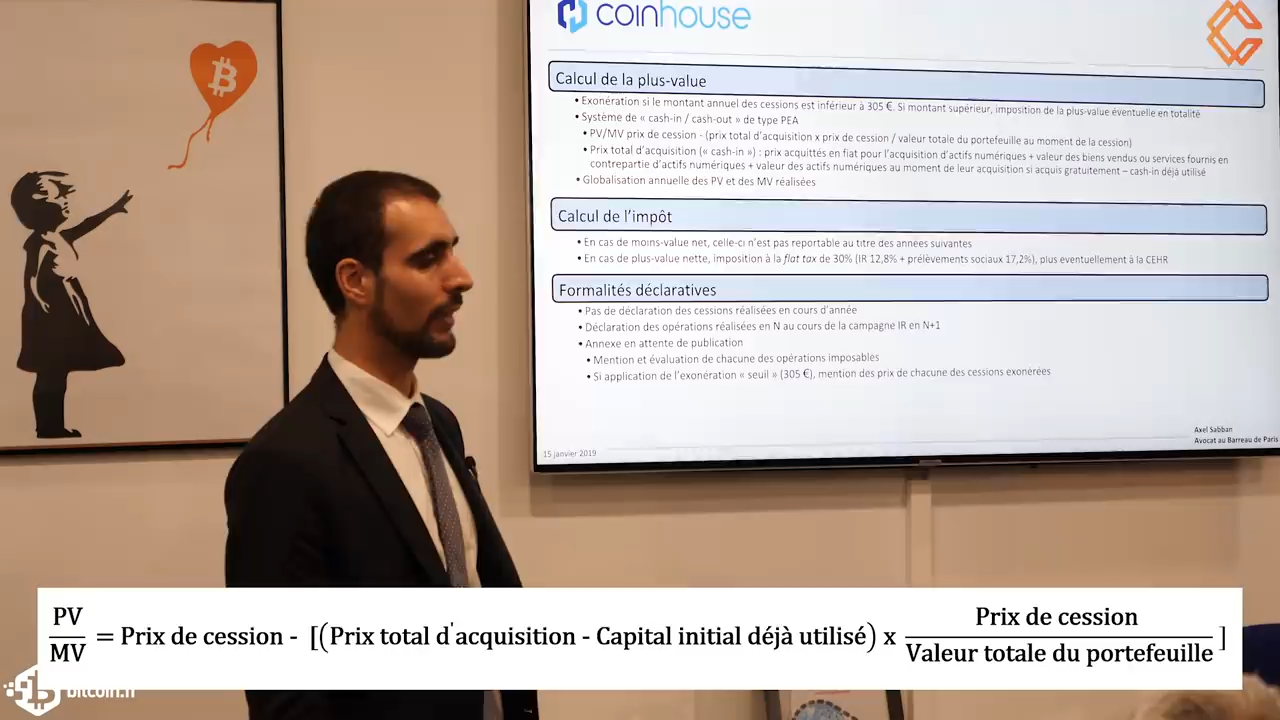 coinhouse
Calcul de la plus-value
• Exonération si le montant annuel des cessions est inférieur à 305 €. Si montant supérieur, imposition de la plus-value éventuelle en totalité
• Système de « cash-in / cash-out » de type PEA
• PV/MV prix de cession - (prix total d'acquisition x prix de cession / valeur totale du portefeuille au moment de la cession)
• Prix total d'acquisition (« cash-in ») : prix acquittés en fiat pour l'acquisition d'actifs numériques + valeur des biens vendus ou services fournis en
contrepartie d'actifs numériques + valeur des actifs numériques au moment de leur acquisition si acquis gratuitement – cash-in déjà utilisé
• Globalisation annuelle des PV et des MV réalisées
Calcul de l'impôt
• En cas de moins-value net, celle-ci n'est pas reportable au titre des années suivantes
• En cas de plus-value nette, imposition à la flat tax de 30% (IR 12,8% + prélèvements sociaux 17,2%), plus éventuellement à la CEHR
Formalités déclaratives
• Pas de déclaration des cessions réalisées en cours d'année
• Déclaration des opérations réalisées en N au cours de la campagne IR en N+1
• Annexe en attente de publication
• Mention et évaluation de chacune des opérations imposables
• Si application de l'exonération « seuil » (305 €), mention des prix de chacune des cessions exonérées
Axel Sabban
Avocat au Barreau de Paris
15 janvier 2019
PV
MV
= Prix de cession - [(Prix total d'acquisition - Capital initial déjà utilisé) x
Prix de cession
Valeur totale du portefeuille
]
bitcoin.fr